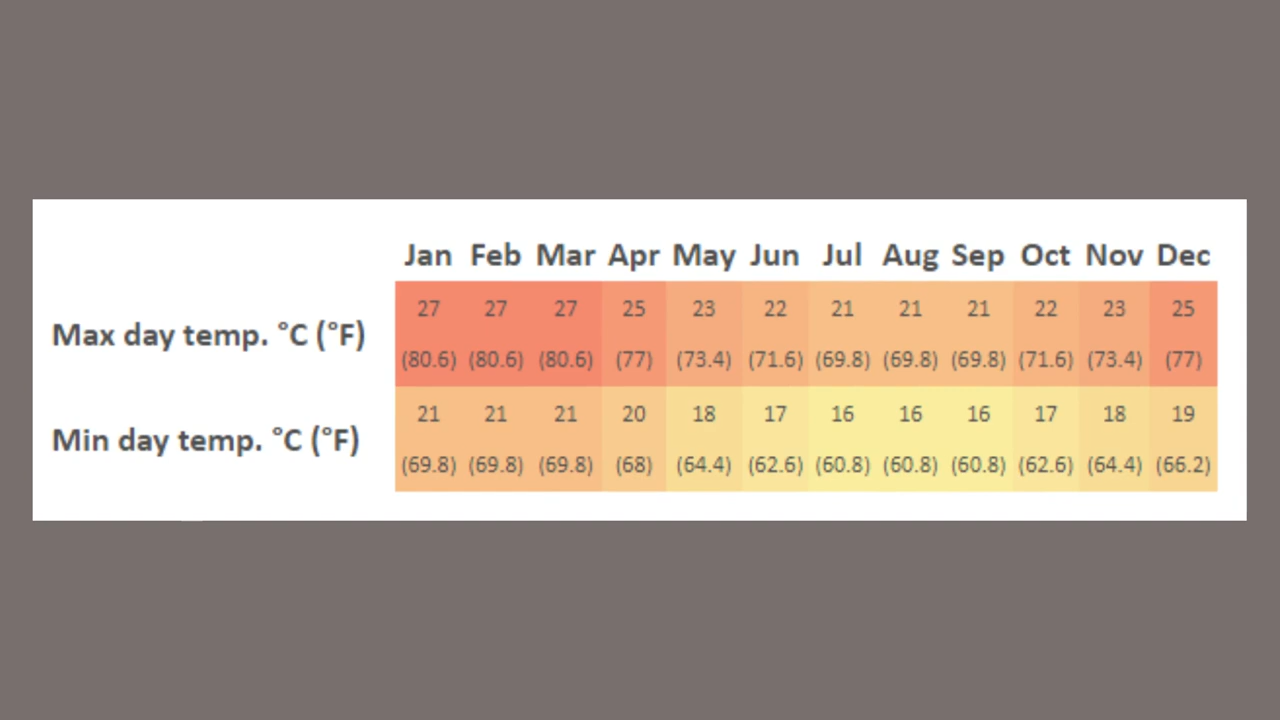 Jan Feb Mar Apr May Jun Jul Aug Sep Oct Nov Dec
Max day temp. °C (°F)
27 27 27 25 23 22 21 21 21 22 23 25
(80.6) (80.6) (80.6) (77) (73.4) (71.6) (69.8) (69.8) (69.8) (71.6) (73.4) (77)
Min day temp. °C (°F)
21 21 21 20 18 17 16 16 16 17 18 19
(69.8) (69.8) (69.8) (68) (64.4) (62.6) (60.8) (60.8) (60.8) (62.6) (64.4) (66.2)